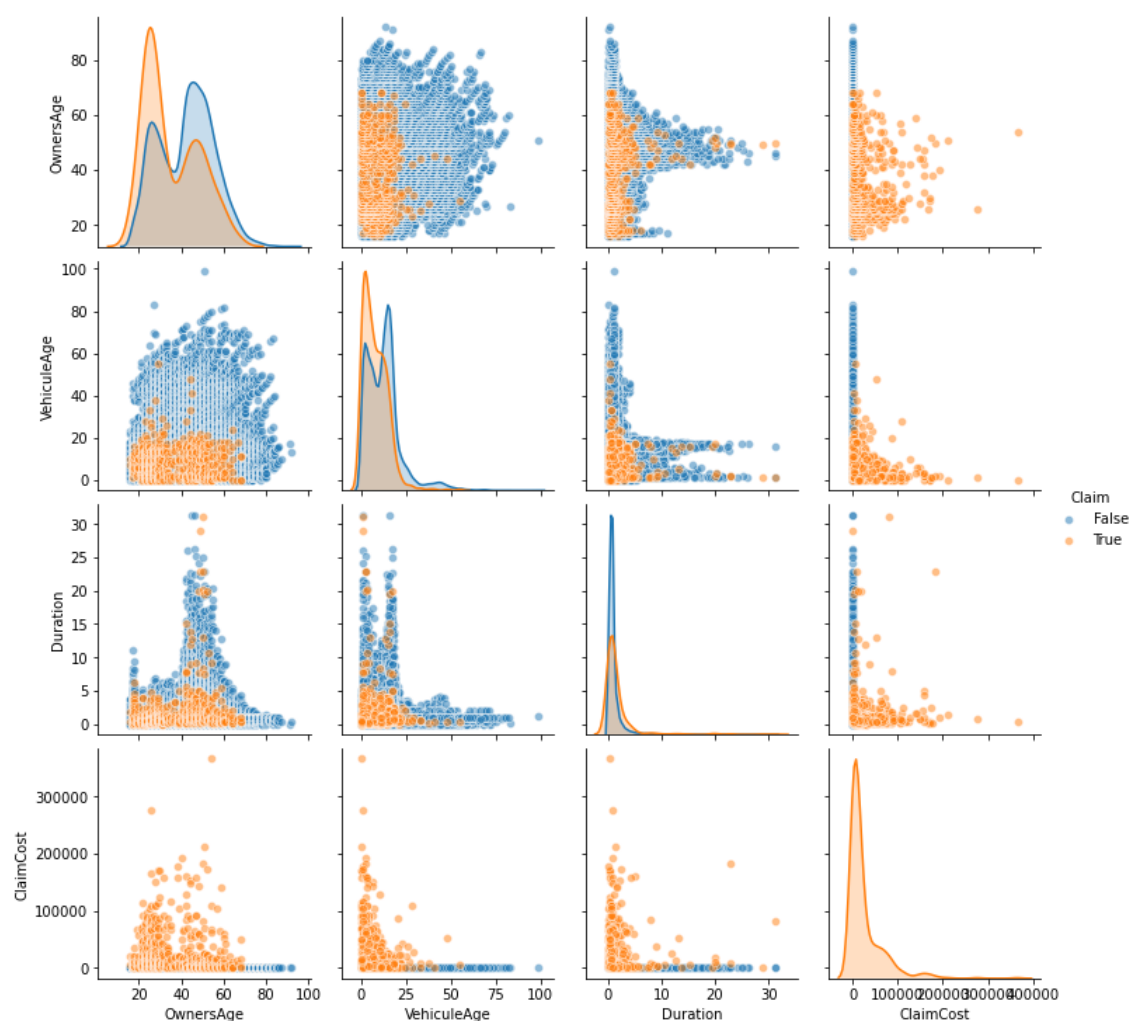 80
60
40
20
OwnersAge
100
80
60
40
20
0
VehiculeAge
Claim
False
True
30
25
20
15
10
5
0
Duration
300000
200000
100000
0
ClaimCost
20 40 60 80 100
0 25 50 75 100
0 10 20 30
0 100000 200000 300000 400000
OwnersAge VehiculeAge Duration ClaimCost